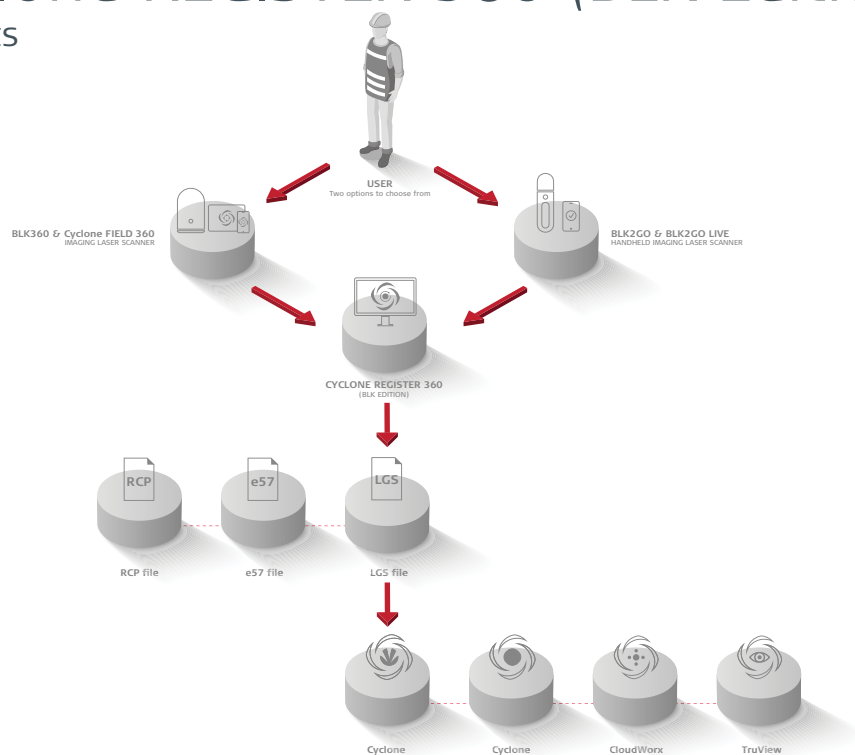 USER
Two options to choose from
BLK360 & Cyclone FIELD 360
IMAGING LASER SCANNER
BLK2GO & BLK2GO LIVE
HANDHELD IMAGING LASER SCANNER
CYCLONE REGISTER 360
(BLK EDITION)
RCP
e57
LGS
RCP file
e57 file
LGS file
Cyclone
Cyclone
CloudWorx
TruView